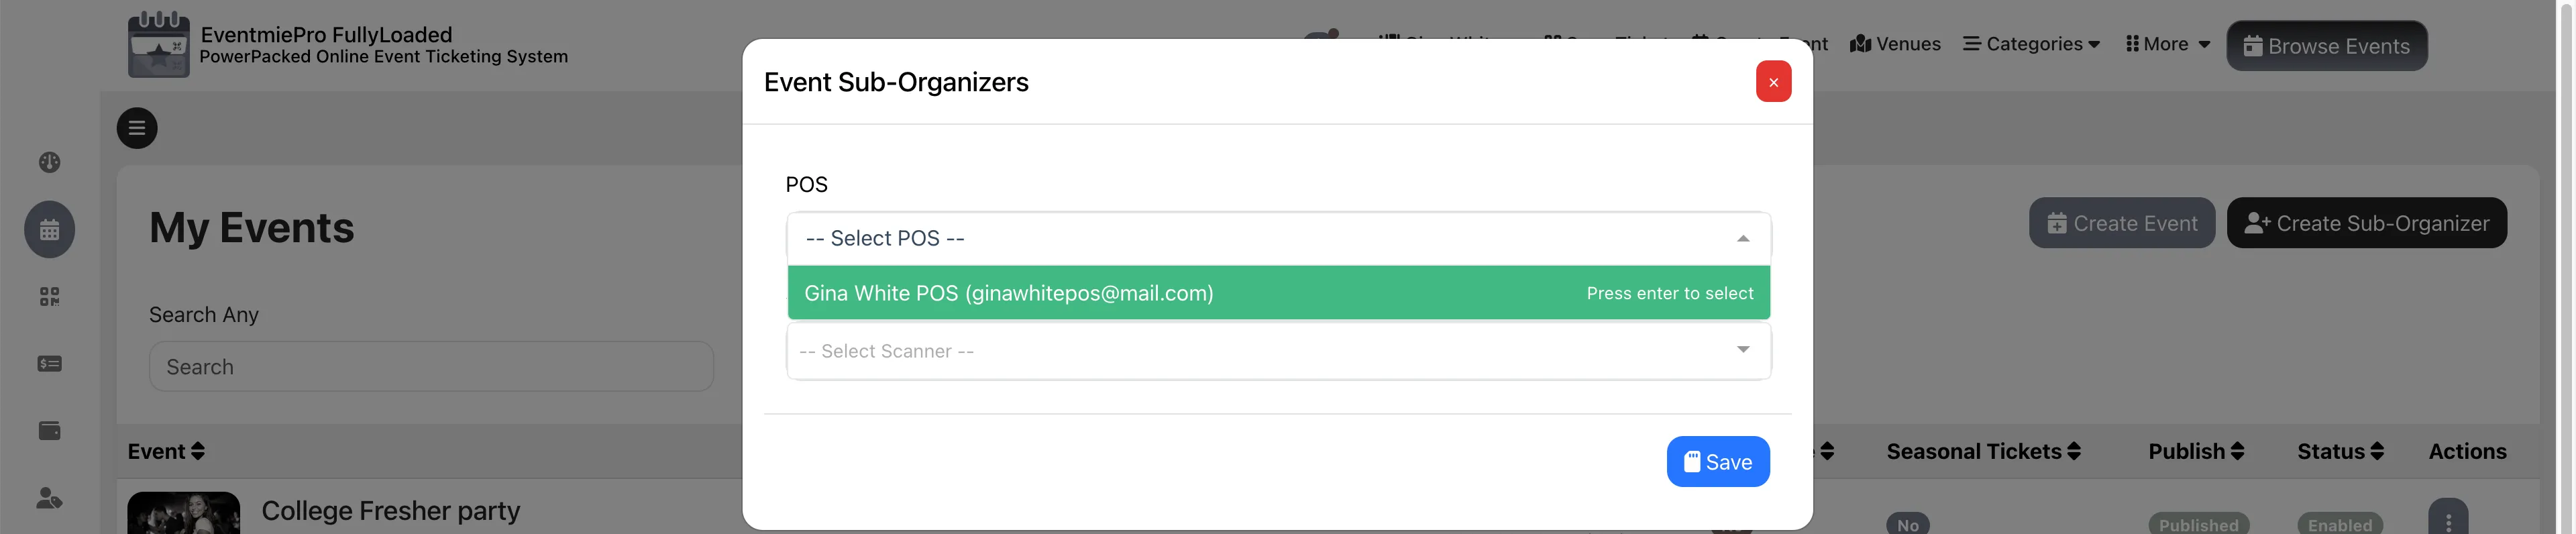 EventmiePro FullyLoaded
PowerPacked Online Event Ticketing System
Venues
Categories
More
Browse Events
Event Sub-Organizers
×
POS
-- Select POS --
Gina White POS (ginawhitepos@mail.com)
Press enter to select
-- Select Scanner --
Save
My Events
Create Event
Create Sub-Organizer
Search Any
Search
Event
Seasonal Tickets
Publish
Status
Actions
College Fresher party
No
Published
Enabled